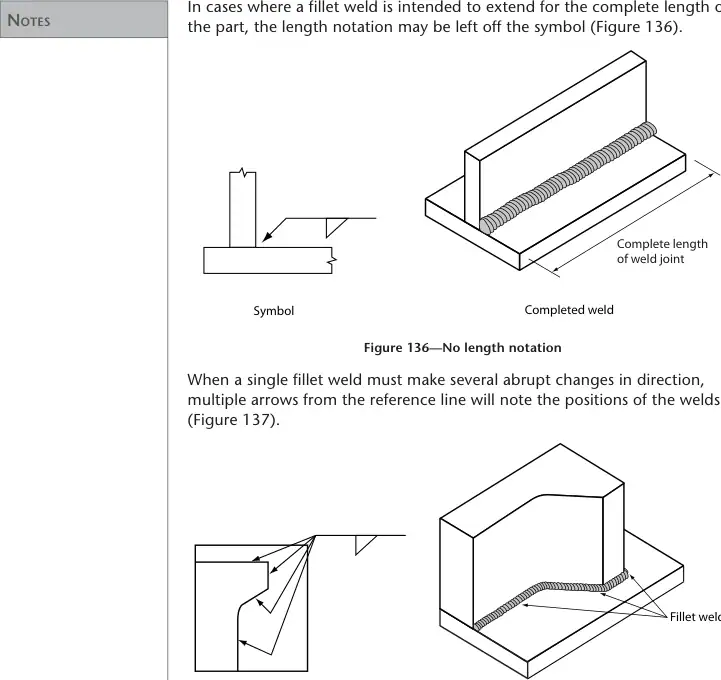 NOTES
In cases where a fillet weld is intended to extend for the complete length
the part, the length notation may be left off the symbol (Figure 136).
Complete length
of weld joint
Symbol
Completed weld
Figure 136—No length notation
When a single fillet weld must make several abrupt changes in direction,
multiple arrows from the reference line will note the positions of the welds
(Figure 137).
Fillet weld